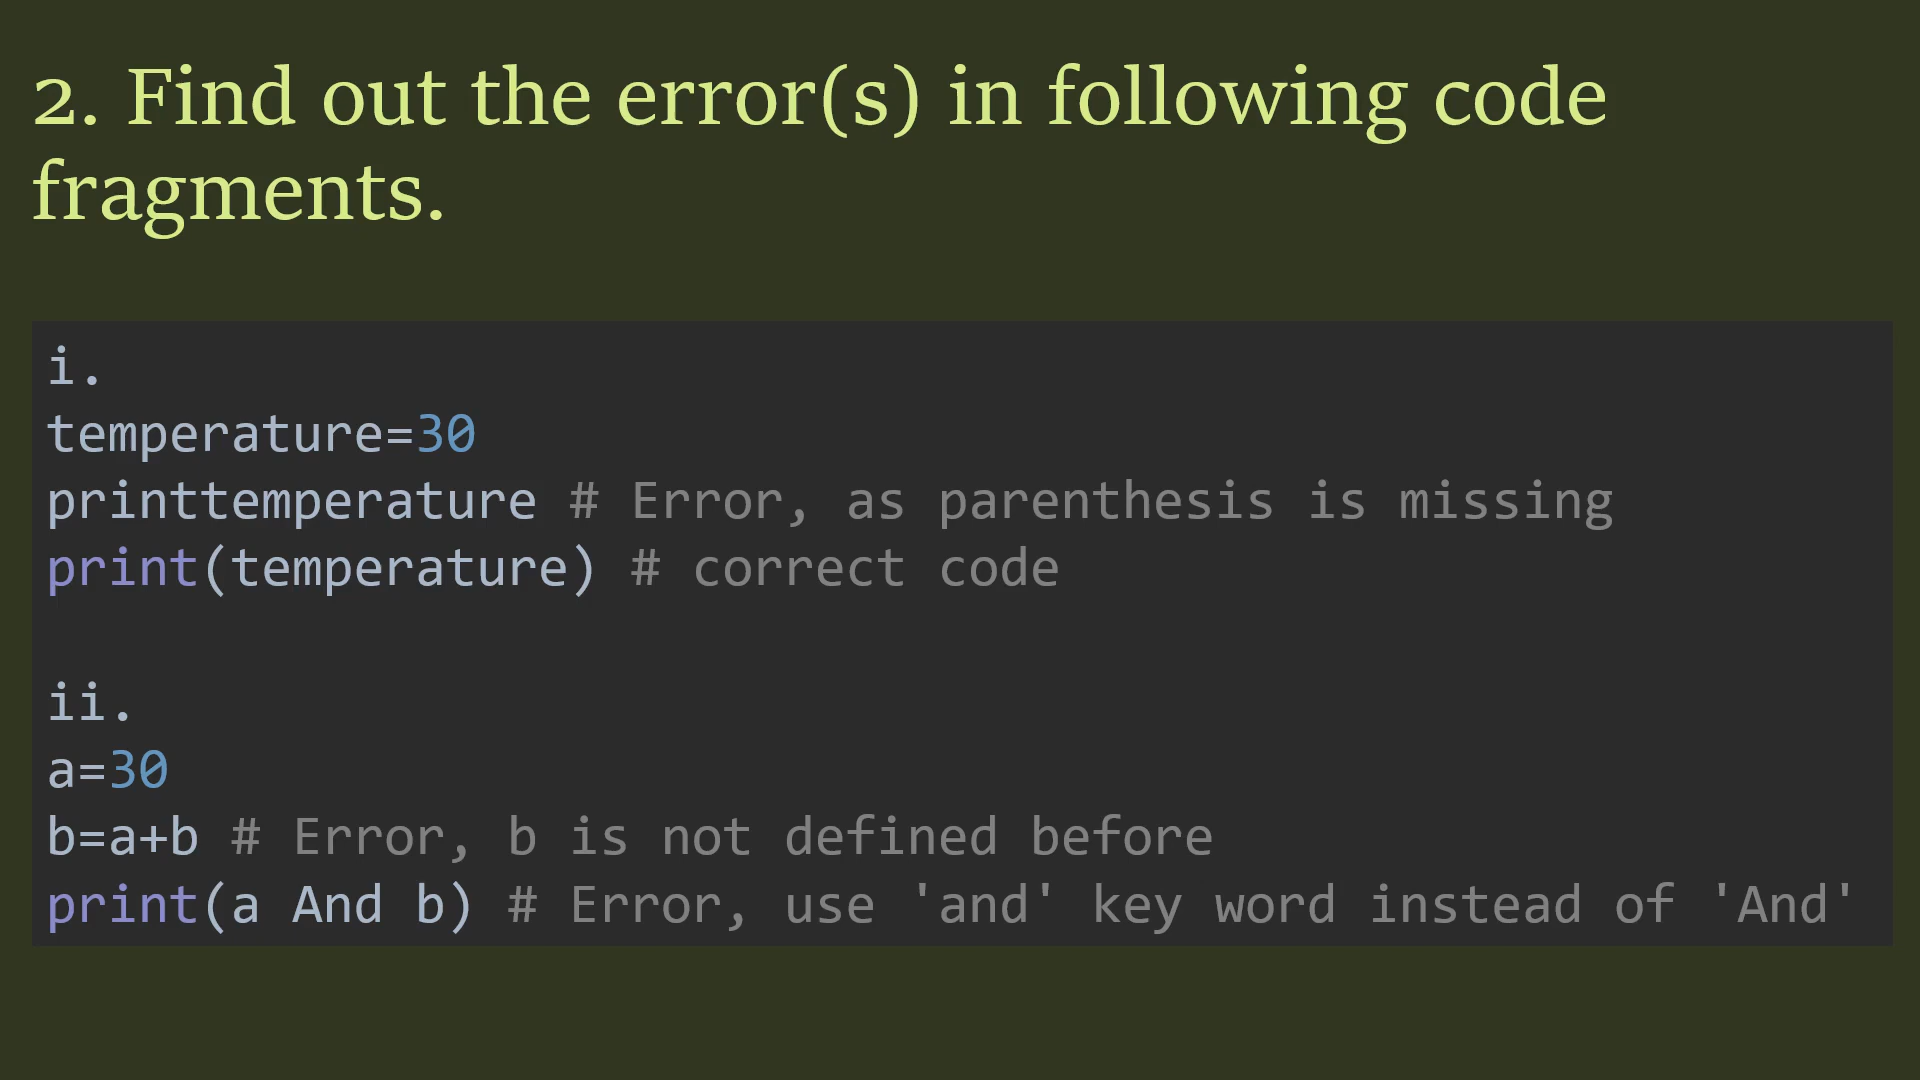 2. Find out the error(s) in following code
fragments.
i.
temperature=30
printtemperature # Error, as parenthesis is missing
print(temperature) # correct code
ii.
a=30
b=a+b # Error, b is not defined before
print(a And b) # Error, use 'and' key word instead of 'And'